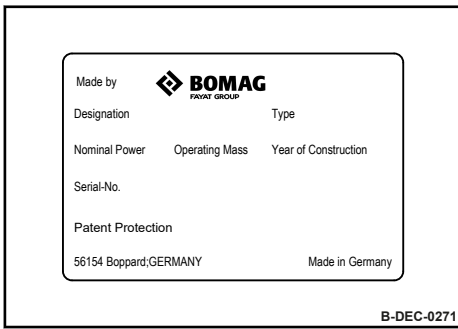 Made by BOMAG
FAYAT GROUP
Designation Type
Nominal Power Operating Mass Year of Construction
Serial-No.
Patent Protection
56154 Boppard;GERMANY Made in Germany
B-DEC-0271